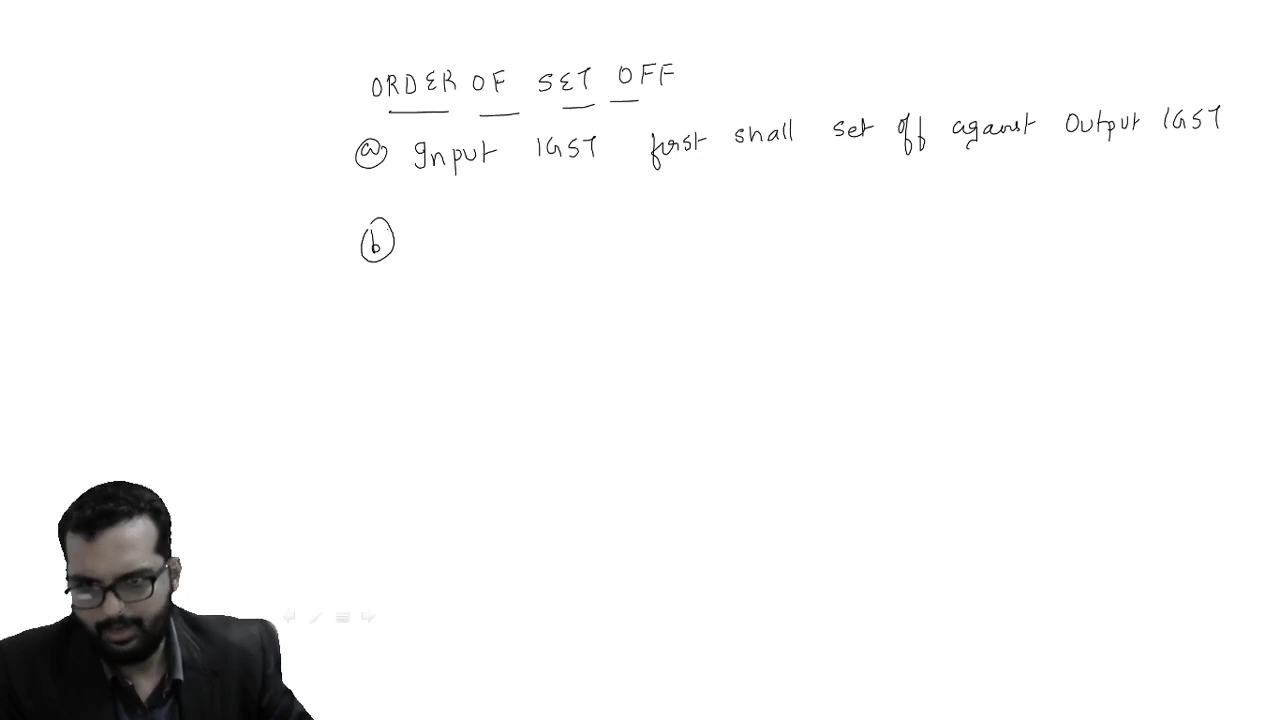 ORDER OF SET OFF
(a) Input IGST first shall set off against Output IGST
(b)